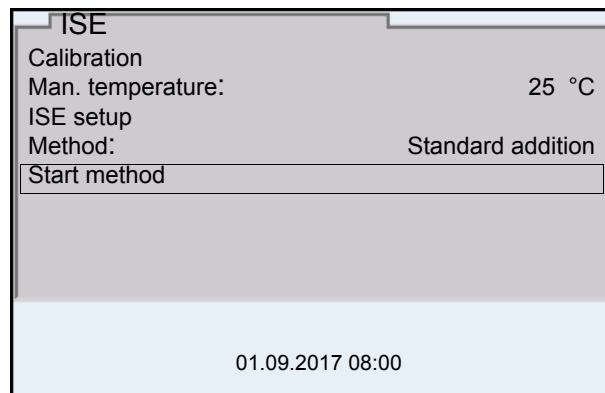 ISE
Calibration
Man. temperature: 25 °C
ISE setup
Method: Standard addition
Start method
01.09.2017 08:00